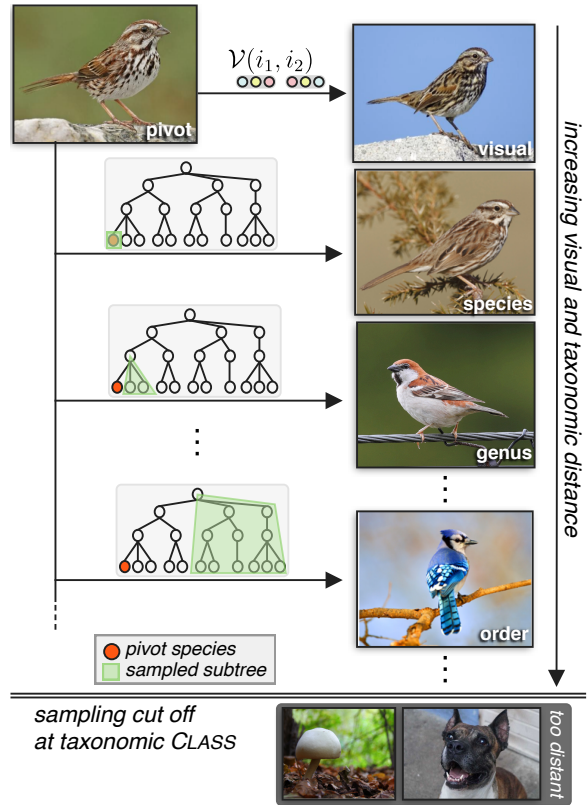 pivot
V(i₁, i₂)
visual
species
genus
order
increasing visual and taxonomic distance
pivot species
sampled subtree
sampling cut off
at taxonomic CLASS
too distant